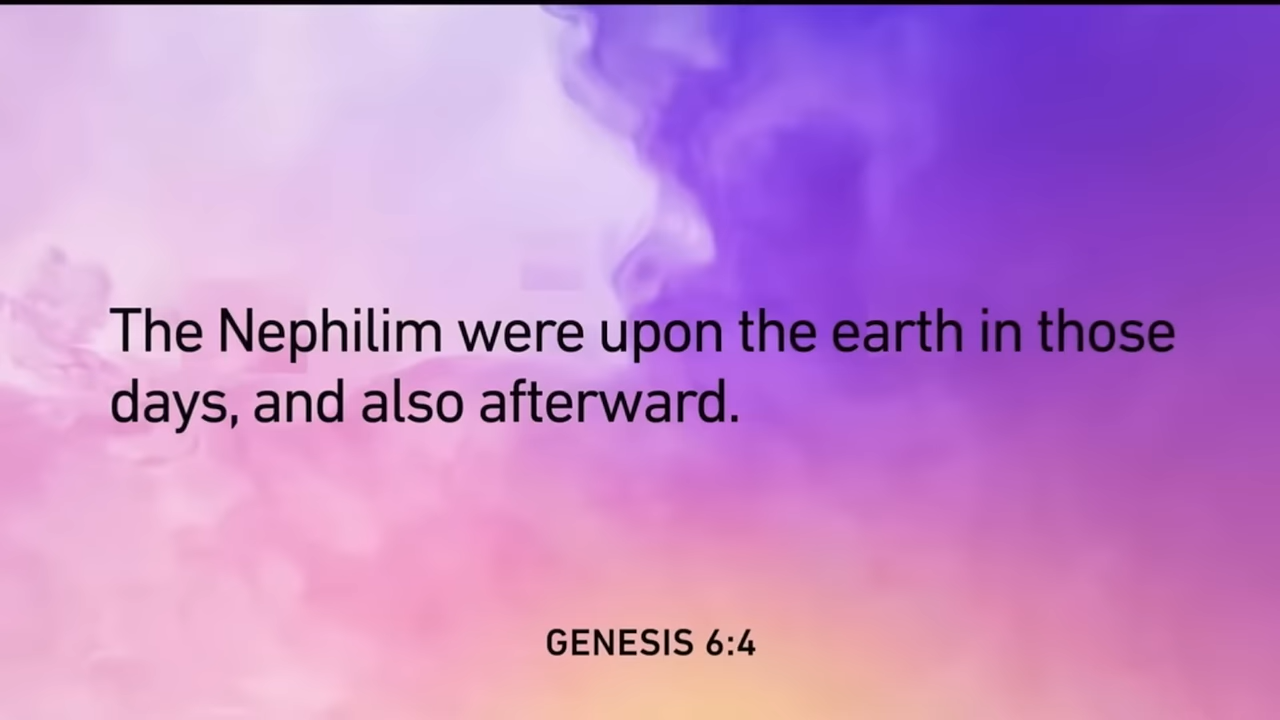 The Nephilim were upon the earth in those
days, and also afterward.
GENESIS 6:4